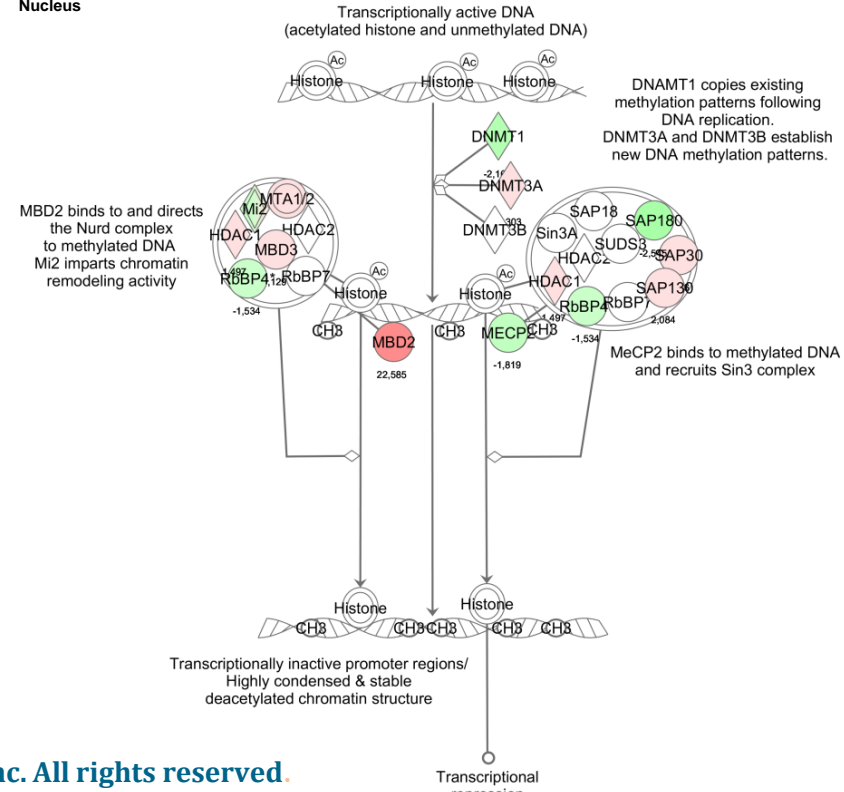 Nucleus
Transcriptionally active DNA
(acetylated histone and unmethylated DNA)
Ac
Ac
Ac
Histone
Histone
Histone
DNAMT1 copies existing
methylation patterns following
DNA replication.
DNMT3A and DNMT3B establish
new DNA methylation patterns.
DNMT1
DNMT3A
DNMT3B
303
MBD2 binds to and directs
the Nurd complex
to methylated DNA
Mi2 imparts chromatin
remodeling activity
Mi2
MTA1/2
HDAC1
HDAC2
MBD3
1,497
RbBP4*
RbBP7
-1,534
SAP18
SAP180
Sin3A
SUDS3
HDAC2
SAP30
HDAC1
SAP130
RbBP4
RbBP7
1,497
2,084
-1,534
Ac
Histone
Ac
Histone
CH3
CH3
CH3
MBD2
22,585
MECP2
-1,819
MeCP2 binds to methylated DNA
and recruits Sin3 complex
Histone
Histone
CH3
CH3
CH3
CH3
CH3
Transcriptionally inactive promoter regions/
Highly condensed & stable
deacetylated chromatin structure
nc. All rights reserved.
Transcriptional